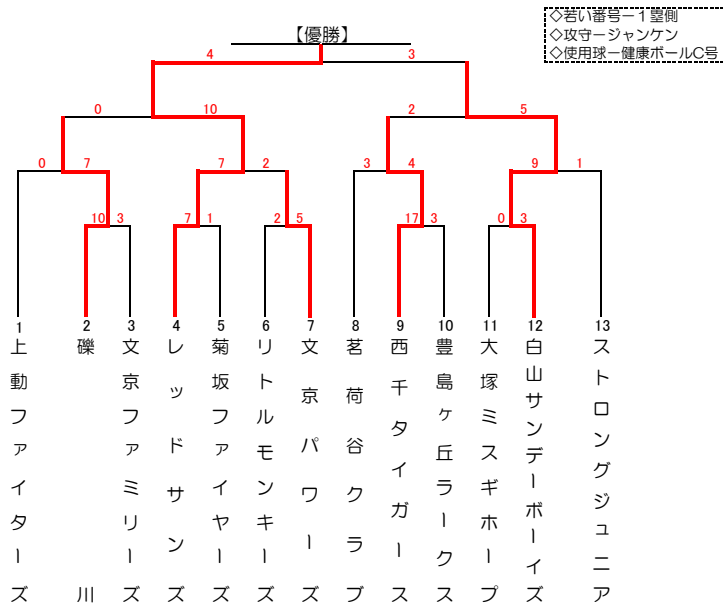 ◇若い番号－１塁側
◇攻守－ジャンケン
◇使用球－健康ボールC号
【優勝】
4 3
0 10 2 5
0 7 7 2 3 4 9 1
10 3 7 1 2 5 17 3 0 3
1 2 3 4 5 6 7 8 9 10 11 12 13
上動ファイターズ
礫川
文京ファミリーズ
レッドサンズ
菊坂ファイヤーズ
リトルモンキーズ
文京パワーズ
茗荷谷クラブ
西千タイガース
豊島ヶ丘ラークス
大塚ミスギホープ
白山サンデーボーイズ
ストロングジュニア